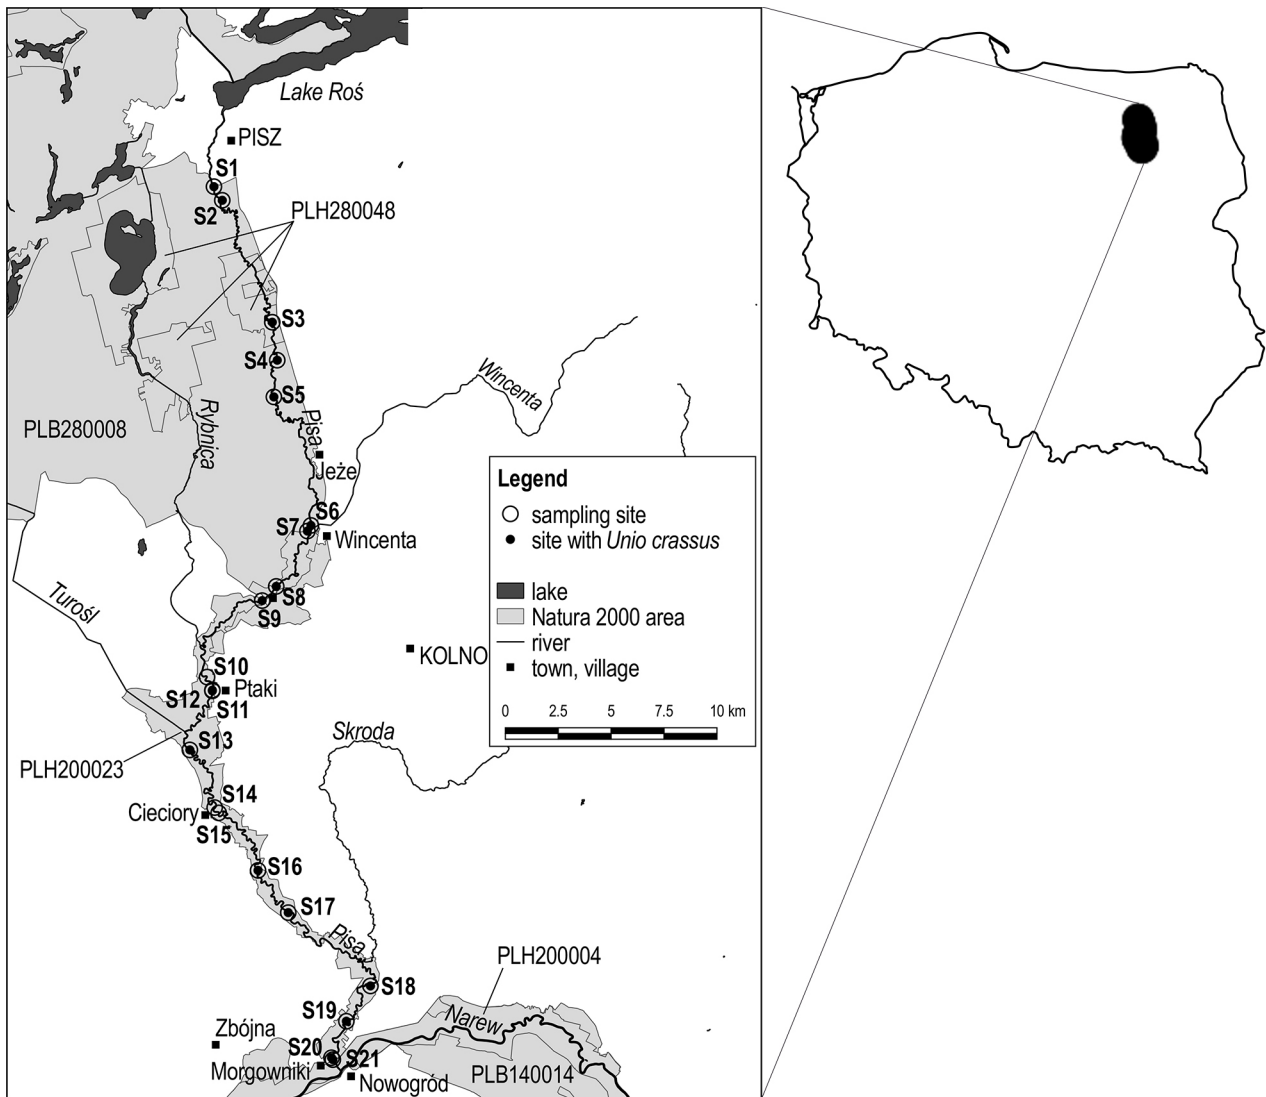 Lake Roś
PISZ
S1
S2
PLH280048
S3
S4
Wincenta
S5
Rybnica
Pisa
PLB280008
Jeże
Legend
sampling site
site with Unio crassus
lake
Natura 2000 area
river
town, village
0 2.5 5 7.5 10 km
S6
S7
Wincenta
Turośl
S8
S9
KOLNO
S10
Ptaki
S12
S11
Skroda
S13
PLH200023
S14
Cieciory
S15
S16
S17
Pisa
PLH200004
S18
S19
Narew
Zbójna
S20
S21
Morgowniki
PLB140014
Nowogród